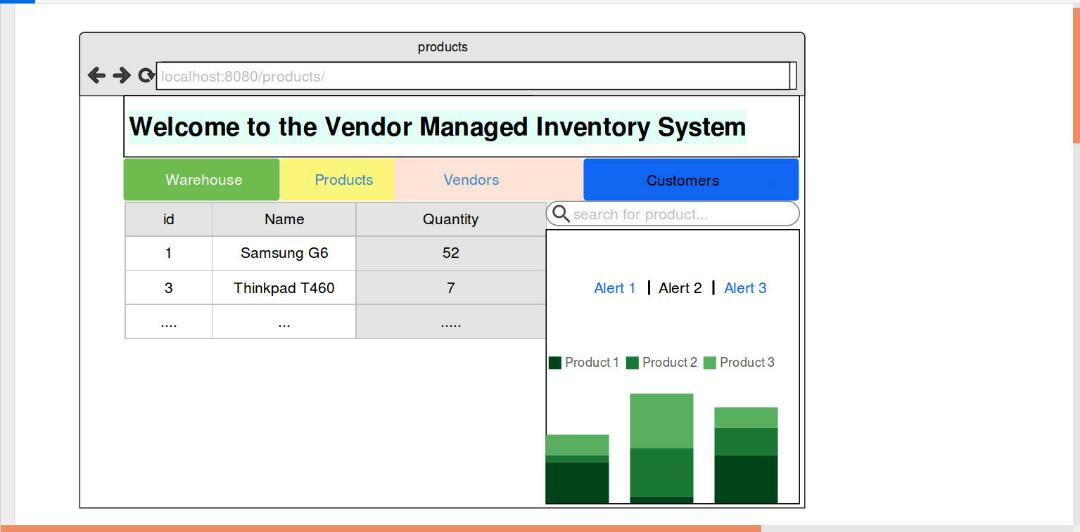 products
localhost:8080/products/
Welcome to the Vendor Managed Inventory System
Warehouse Products Vendors Customers
search for product...
id Name Quantity
1 Samsung G6 52
3 Thinkpad T460 7
.... ... .....
Alert 1 | Alert 2 | Alert 3
Product 1 Product 2 Product 3